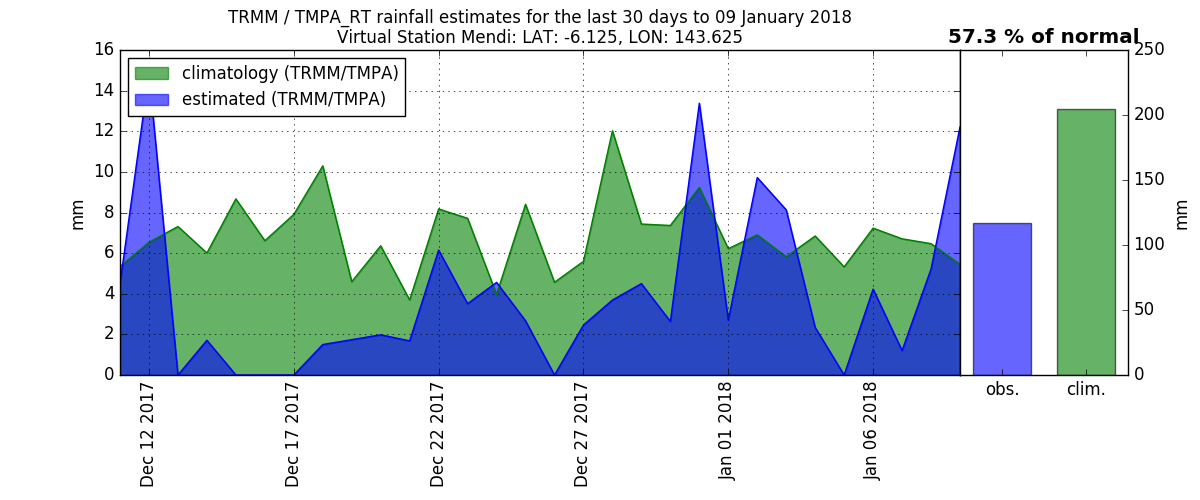 TRMM / TMPA_RT rainfall estimates for the last 30 days to 09 January 2018
Virtual Station Mendi: LAT: -6.125, LON: 143.625
57.3 % of normal
climatology (TRMM/TMPA)
estimated (TRMM/TMPA)
mm
16
14
12
10
8
6
4
2
0
Dec 12 2017
Dec 17 2017
Dec 22 2017
Dec 27 2017
Jan 01 2018
Jan 06 2018
obs.
clim.
250
200
150
100
50
0
mm